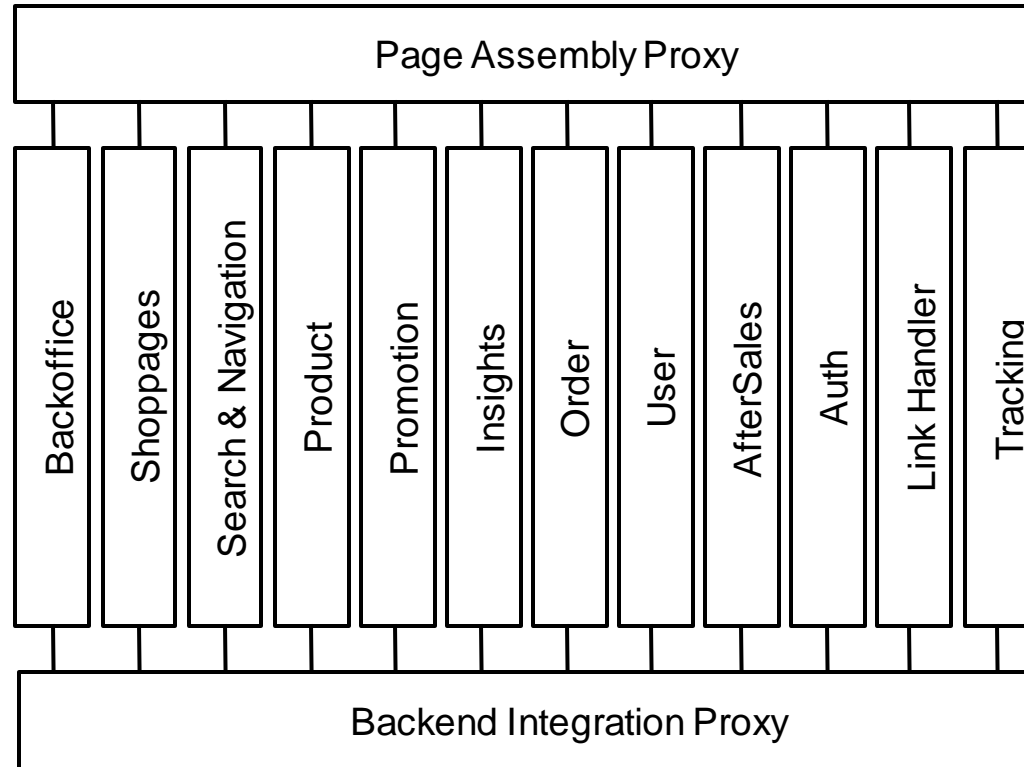 Page Assembly Proxy
Backoffice
Shoppages
Search & Navigation
Product
Promotion
Insights
Order
User
AfterSales
Auth
Link Handler
Tracking
Backend Integration Proxy